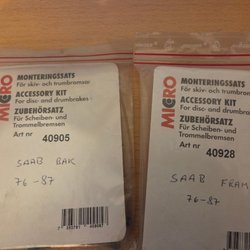 MICRO
MONTERINGSSATS
För skiv- och trumbromsar
ACCESSORY KIT
For disc- and drumbrakes
ZUBEHÖRSATZ
Für Scheiben- und
Trommelbremsen
Art nr
40905
SAAB BAK
76-87
MICRO
MONTERINGSSATS
För skiv- och trumbromsar
ACCESSORY KIT
For disc- and drumbrakes
ZUBEHÖRSATZ
Für Scheiben- und
Trommelbremsen
Art nr
40928
SAAB FRAM
76-87